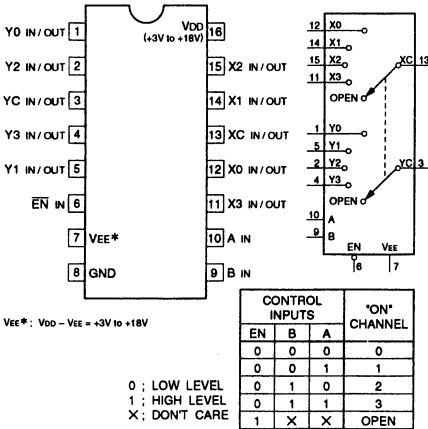 Y0 IN/OUT 1
VDD 16
(+3V to +18V)
Y2 IN/OUT 2
15 X2 IN/OUT
YC IN/OUT 3
14 X1 IN/OUT
Y3 IN/OUT 4
13 XC IN/OUT
Y1 IN/OUT 5
12 X0 IN/OUT
EN IN 6
11 X3 IN/OUT
7 VEE*
10 A IN
8 GND
9 B IN
12 X0
14 X1
15 X2
XC 13
11 X3
OPEN
1 Y0
5 Y1
2 Y2
YC 3
4 Y3
OPEN
10 A
9 B
EN VEE
6 7
VEE*: VDD – VEE = +3V to +18V
0 ; LOW LEVEL
1 ; HIGH LEVEL
X ; DON'T CARE
CONTROL INPUTS "ON" CHANNEL
EN B A
0 0 0 0
0 0 1 1
0 1 0 2
0 1 1 3
1 X X OPEN